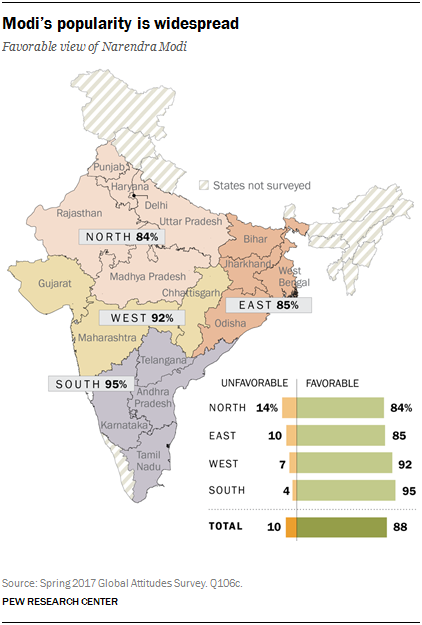 Modi's popularity is widespread
Favorable view of Narendra Modi
Punjab
Haryana
Delhi
States not surveyed
Rajasthan
Uttar Pradesh
NORTH 84%
Bihar
Jharkhand
Madhya Pradesh
West
Bengal
Gujarat
Chhattisgarh
EAST 85%
WEST 92%
Odisha
Maharashtra
Telangana
SOUTH 95%
Andhra
Pradesh
Karnataka
Tamil
Nadu
UNFAVORABLE FAVORABLE
NORTH 14% 84%
EAST 10 85
WEST 7 92
SOUTH 4 95
TOTAL 10 88
Source: Spring 2017 Global Attitudes Survey. Q106c.
PEW RESEARCH CENTER